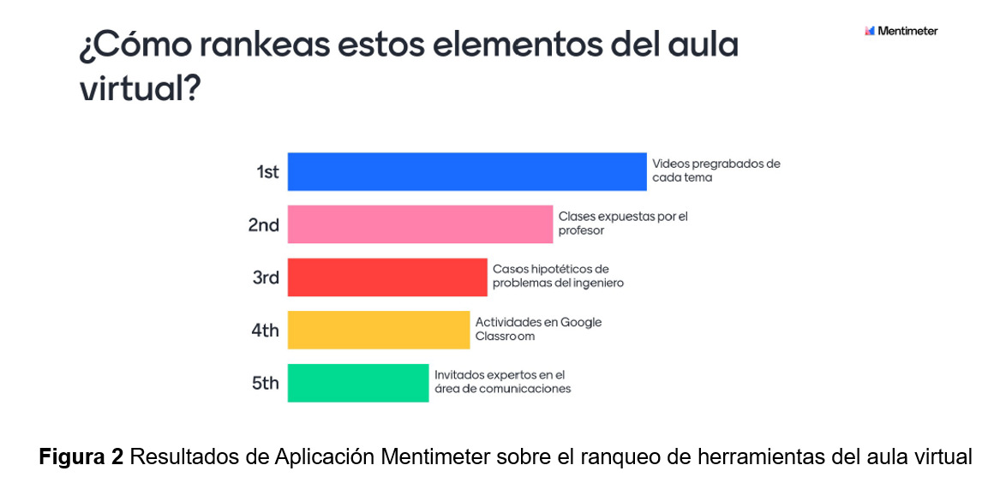 ¿Cómo rankeas estos elementos del aula
virtual?
Mentimeter
1st
Videos pregrabados de
cada tema
2nd
Clases expuestas por el
profesor
3rd
Casos hipotéticos de
problemas del ingeniero
4th
Actividades en Google
Classroom
5th
Invitados expertos en el
área de comunicaciones
Figura 2 Resultados de Aplicación Mentimeter sobre el ranqueo de herramientas del aula virtual